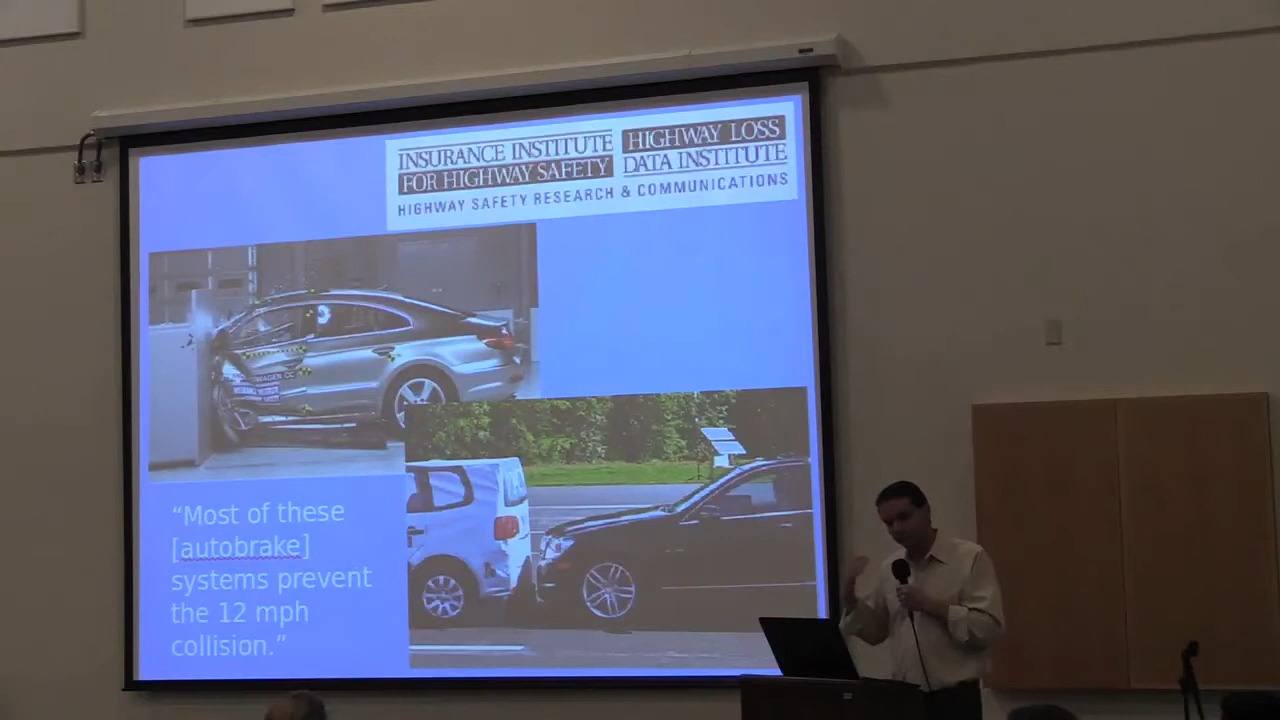 INSURANCE INSTITUTE
FOR HIGHWAY SAFETY
HIGHWAY LOSS
DATA INSTITUTE
HIGHWAY SAFETY RESEARCH & COMMUNICATIONS
“Most of these
[autobrake]
systems prevent
the 12 mph
collision.”